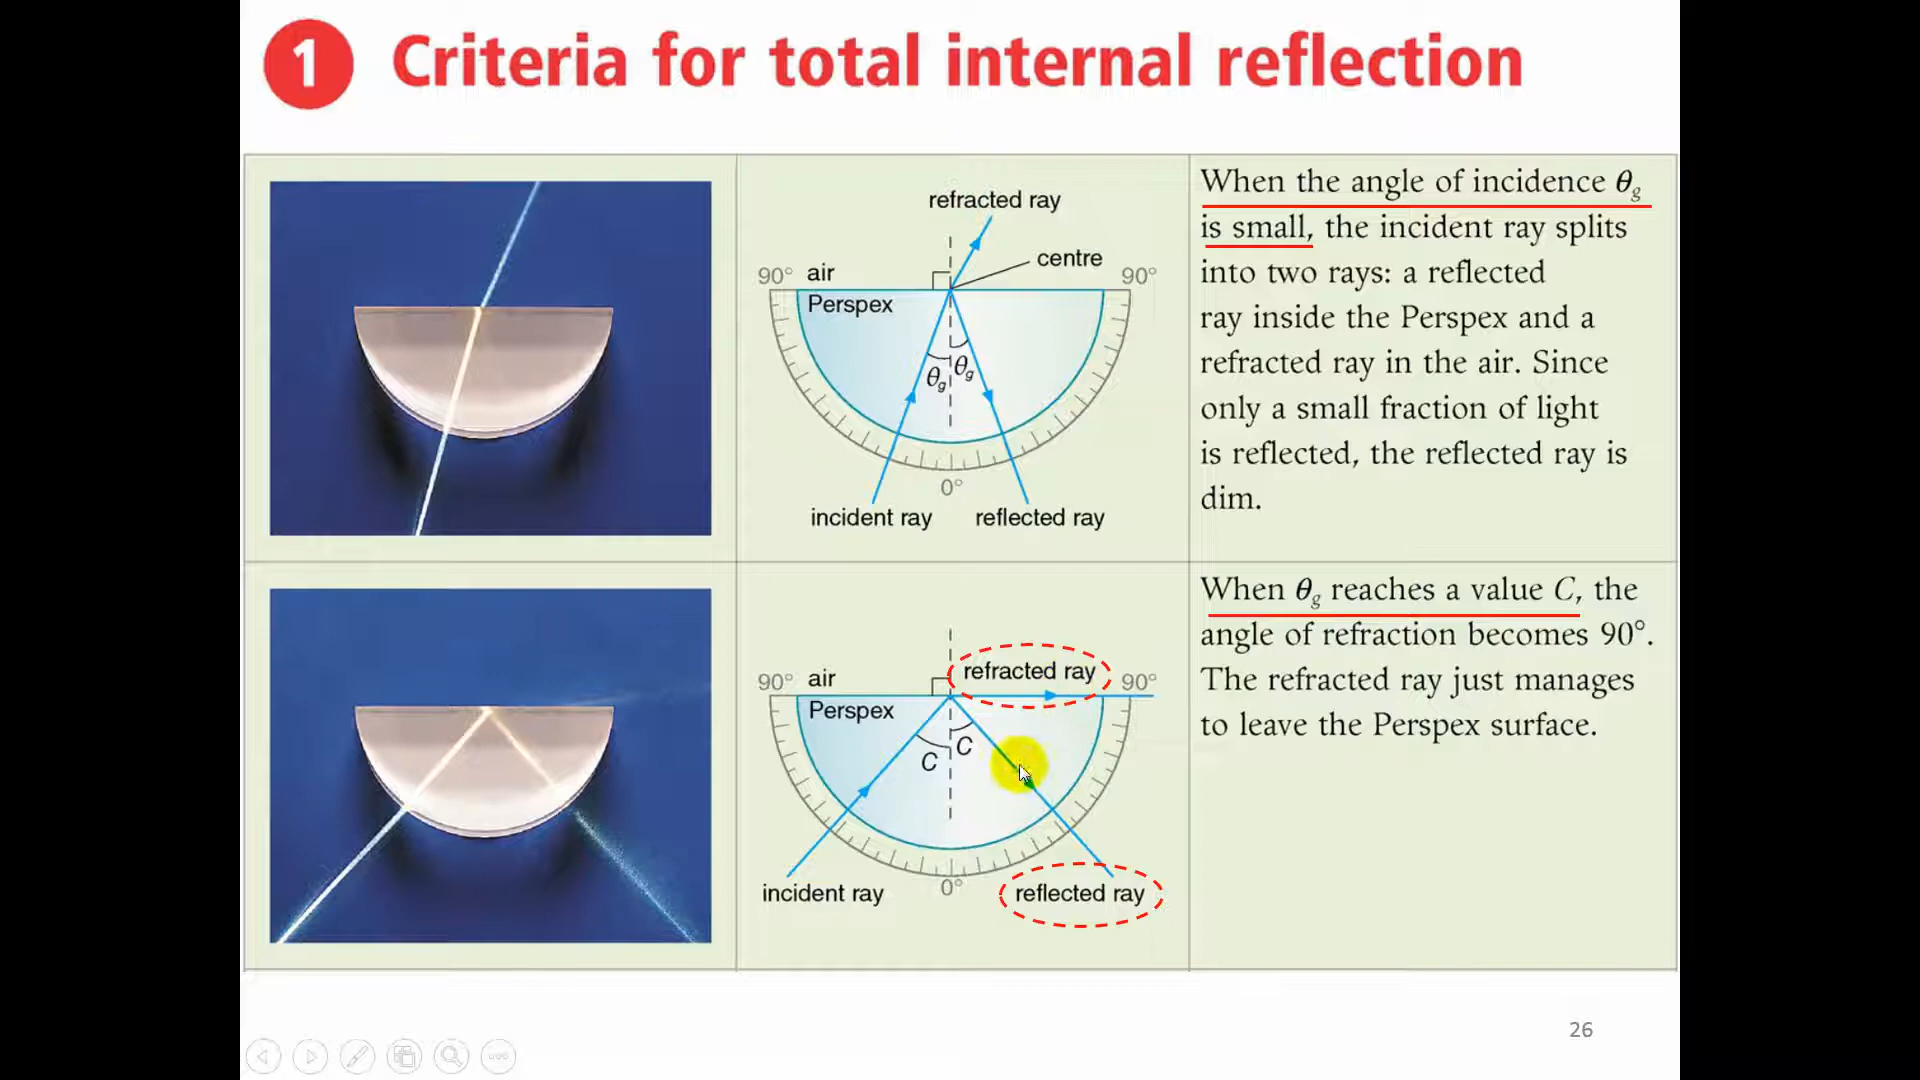 1 Criteria for total internal reflection
refracted ray
centre
90° air 90°
Perspex
θg θg
0°
incident ray reflected ray
When the angle of incidence θg
is small, the incident ray splits
into two rays: a reflected
ray inside the Perspex and a
refracted ray in the air. Since
only a small fraction of light
is reflected, the reflected ray is
dim.
refracted ray
90° air 90°
Perspex
C C
0°
incident ray reflected ray
When θg reaches a value C, the
angle of refraction becomes 90°.
The refracted ray just manages
to leave the Perspex surface.
26